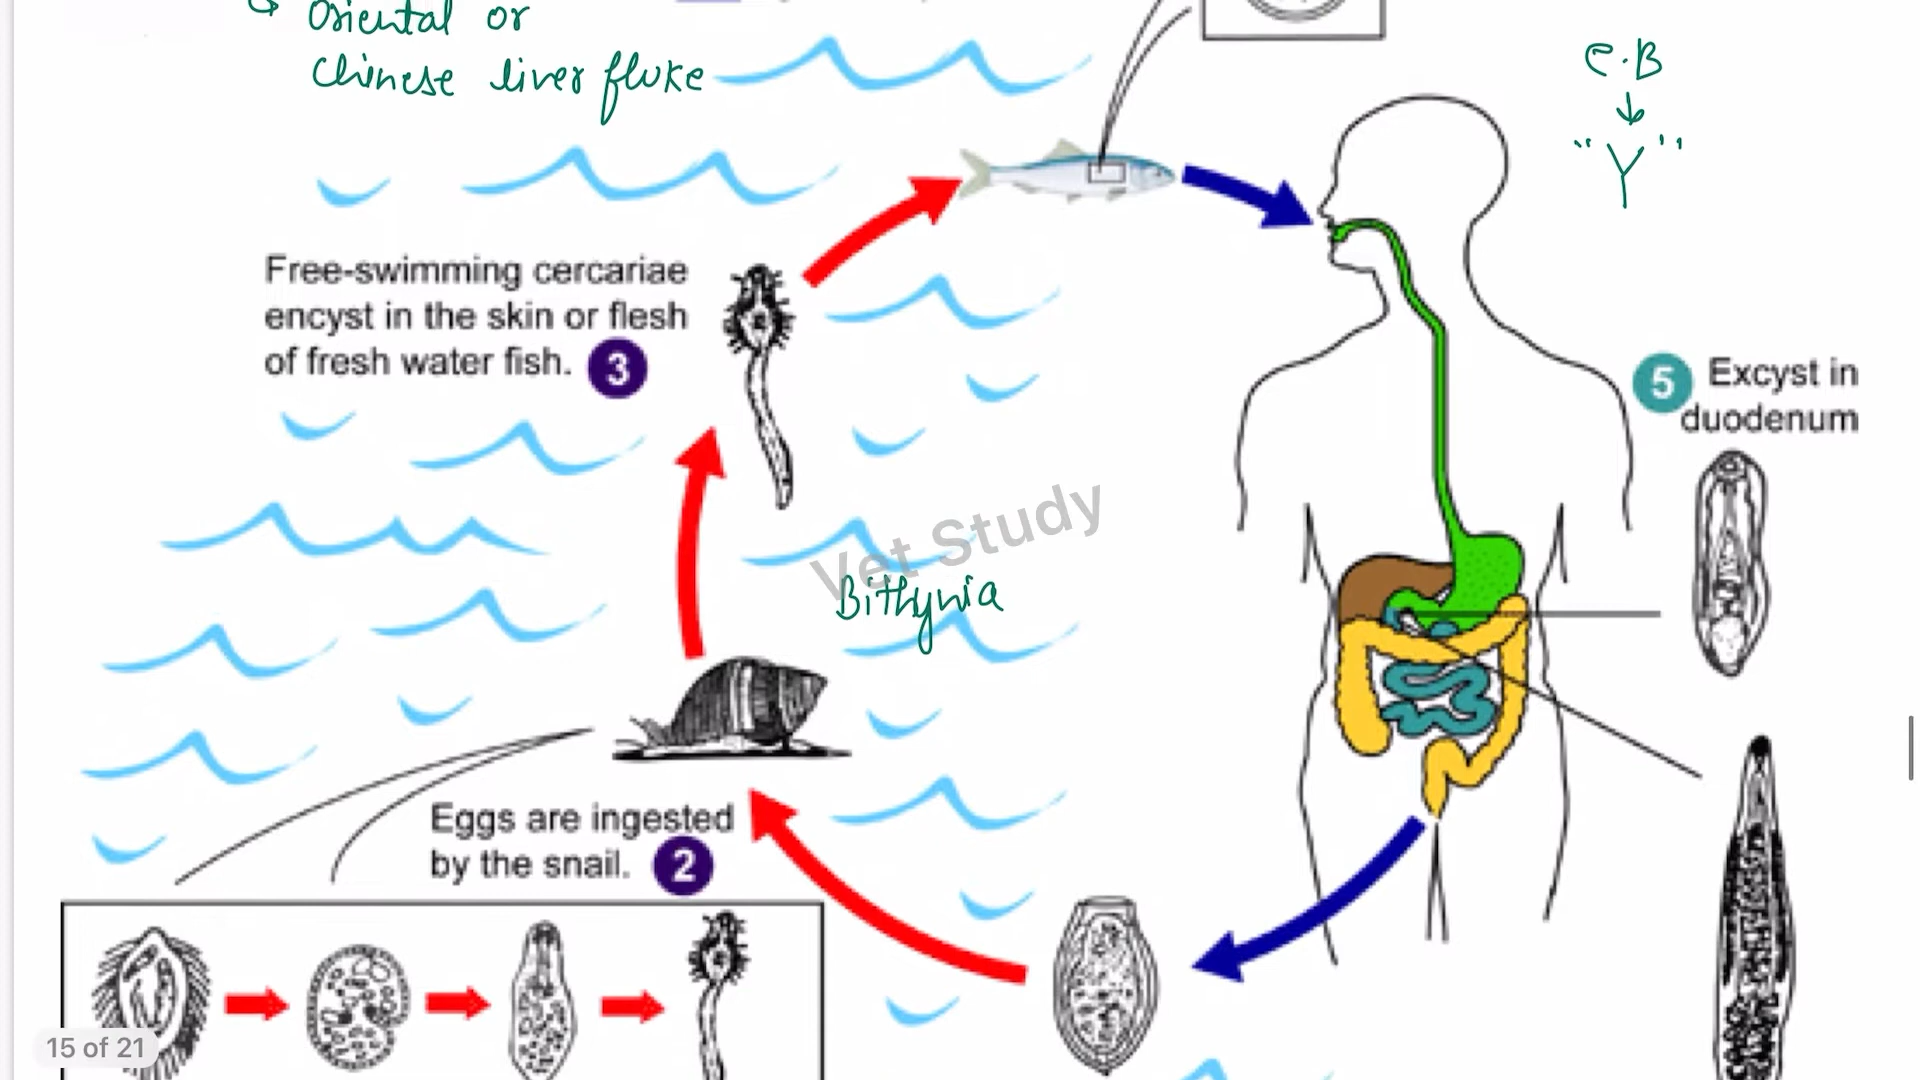 Oriental or
Chinese liver fluke
C.B
"Y"
Free-swimming cercariae
encyst in the skin or flesh
of fresh water fish. 3
5 Excyst in
duodenum
Vet Study
Bithynia
Eggs are ingested
by the snail. 2
15 of 21